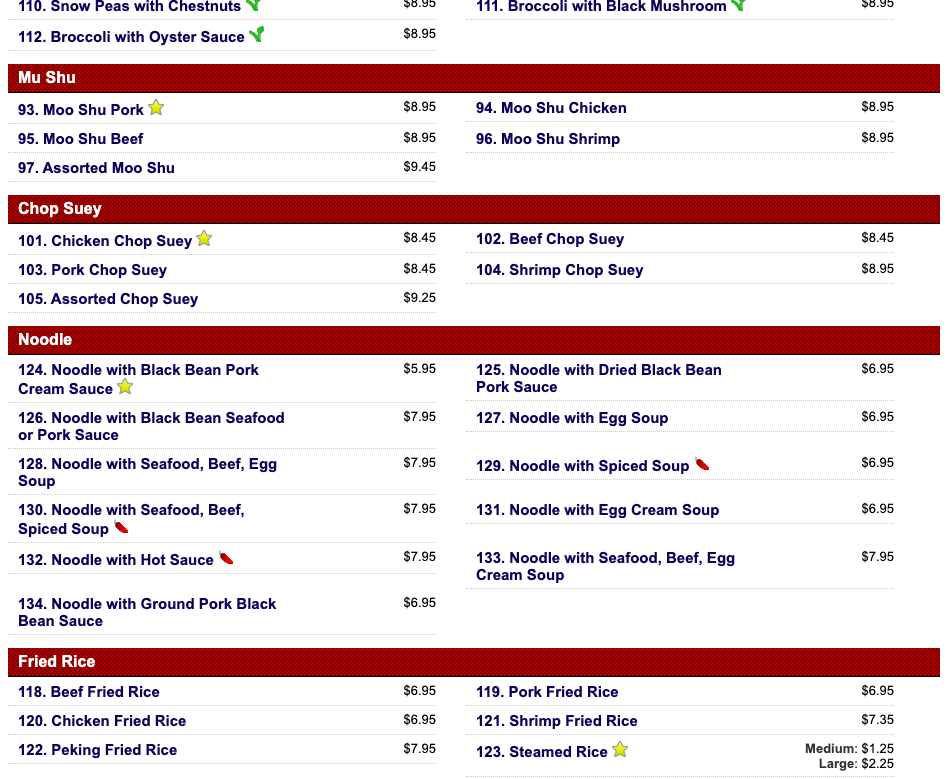 110. Snow Peas with Chestnuts $8.95
111. Broccoli with Black Mushroom $8.95
112. Broccoli with Oyster Sauce $8.95
Mu Shu
93. Moo Shu Pork $8.95
94. Moo Shu Chicken $8.95
95. Moo Shu Beef $8.95
96. Moo Shu Shrimp $8.95
97. Assorted Moo Shu $9.45
Chop Suey
101. Chicken Chop Suey $8.45
102. Beef Chop Suey $8.45
103. Pork Chop Suey $8.45
104. Shrimp Chop Suey $8.95
105. Assorted Chop Suey $9.25
Noodle
124. Noodle with Black Bean Pork $5.95
Cream Sauce
125. Noodle with Dried Black Bean $6.95
Pork Sauce
126. Noodle with Black Bean Seafood $7.95
or Pork Sauce
127. Noodle with Egg Soup $6.95
128. Noodle with Seafood, Beef, Egg $7.95
Soup
129. Noodle with Spiced Soup $6.95
130. Noodle with Seafood, Beef, $7.95
Spiced Soup
131. Noodle with Egg Cream Soup $6.95
132. Noodle with Hot Sauce $7.95
133. Noodle with Seafood, Beef, Egg $7.95
Cream Soup
134. Noodle with Ground Pork Black $6.95
Bean Sauce
Fried Rice
118. Beef Fried Rice $6.95
119. Pork Fried Rice $6.95
120. Chicken Fried Rice $6.95
121. Shrimp Fried Rice $7.35
122. Peking Fried Rice $7.95
123. Steamed Rice Medium: $1.25
Large: $2.25